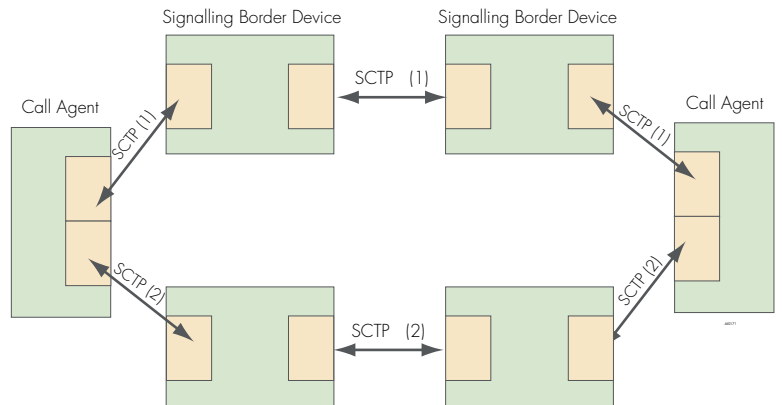 Signalling Border Device
Signalling Border Device
SCTP (1)
Call Agent
Call Agent
SCTP (1)
SCTP (1)
SCTP (2)
SCTP (2)
SCTP (2)